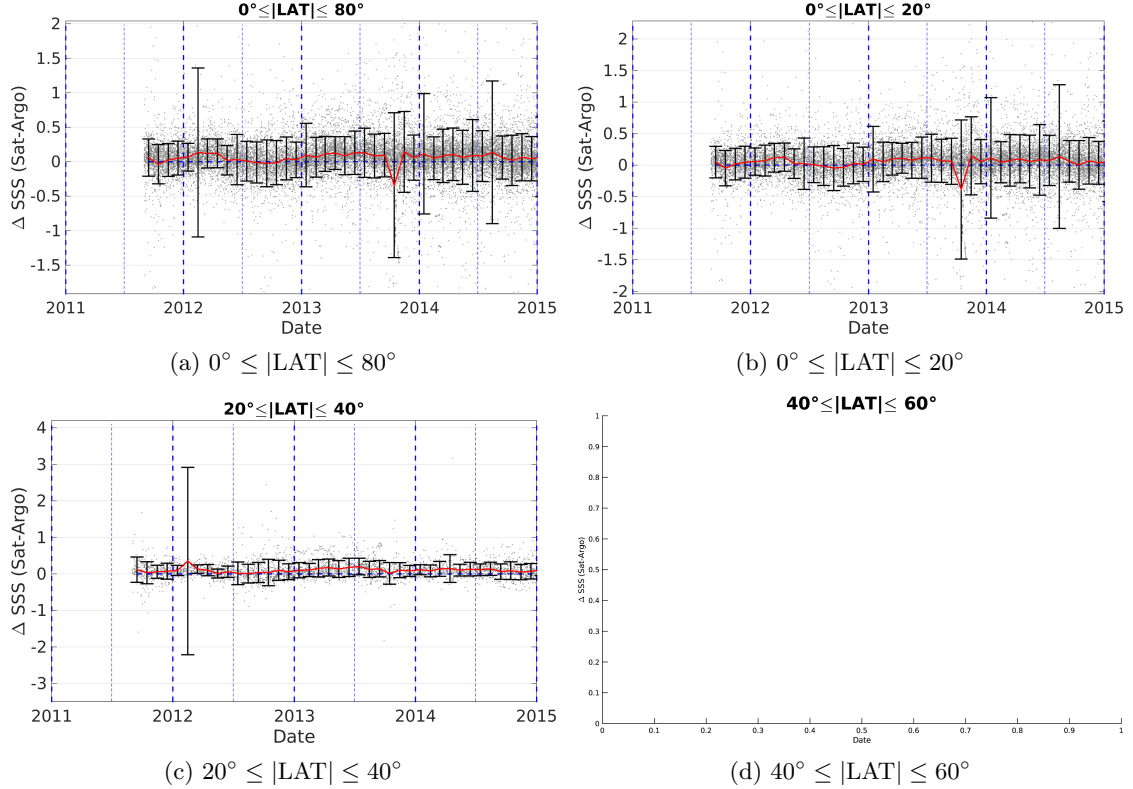 0°≤|LAT|≤ 80°
2
1.5
1
0.5
0
-0.5
-1
-1.5
Δ SSS (Sat-Argo)
2011 2012 2013 2014 2015
Date
(a) 0° ≤ |LAT| ≤ 80°
0°≤|LAT|≤ 20°
2
1.5
1
0.5
0
-0.5
-1
-1.5
-2
Δ SSS (Sat-Argo)
2011 2012 2013 2014 2015
Date
(b) 0° ≤ |LAT| ≤ 20°
20°≤|LAT|≤ 40°
4
3
2
1
0
-1
-2
-3
Δ SSS (Sat-Argo)
2011 2012 2013 2014 2015
Date
(c) 20° ≤ |LAT| ≤ 40°
40°≤|LAT|≤ 60°
1
0.9
0.8
0.7
0.6
0.5
0.4
0.3
0.2
0.1
0
Δ SSS (Sat-Argo)
0 0.1 0.2 0.3 0.4 0.5 0.6 0.7 0.8 0.9 1
Date
(d) 40° ≤ |LAT| ≤ 60°